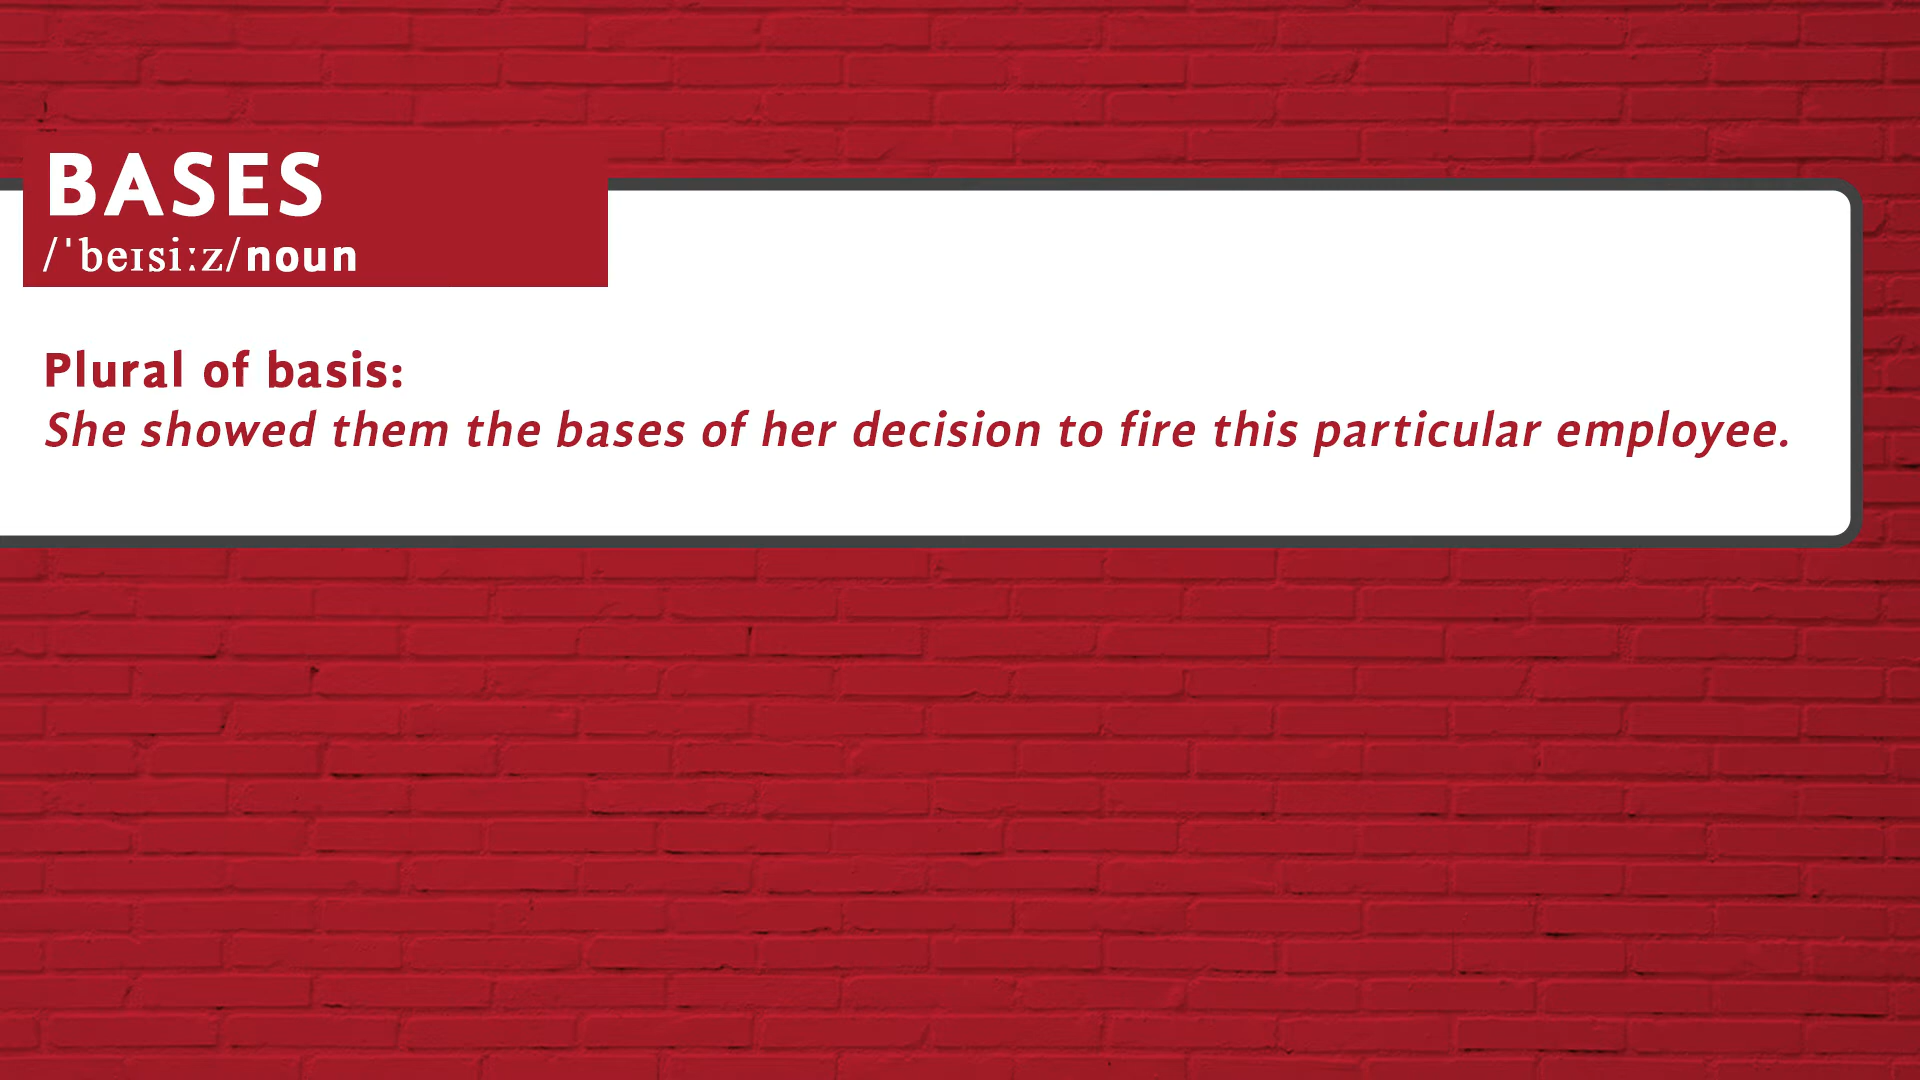 BASES
/ˈbeɪsiːz/noun
Plural of basis:
She showed them the bases of her decision to fire this particular employee.